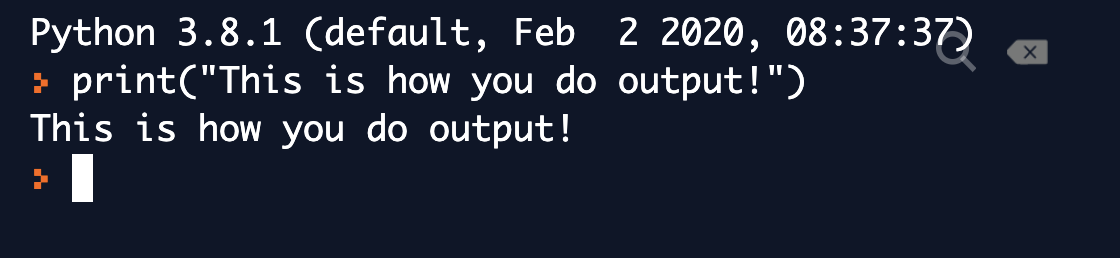 Python 3.8.1 (default, Feb  2 2020, 08:37:37)
> print("This is how you do output!")
This is how you do output!
>